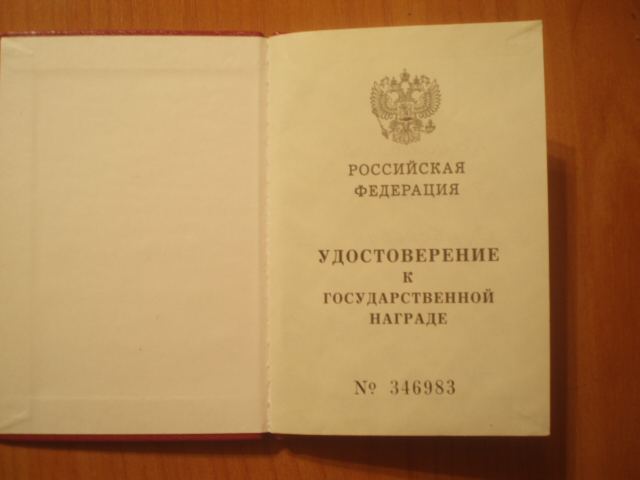 РОССИЙСКАЯ
ФЕДЕРАЦИЯ
УДОСТОВЕРЕНИЕ
К
ГОСУДАРСТВЕННОЙ
НАГРАДЕ
№ 346983